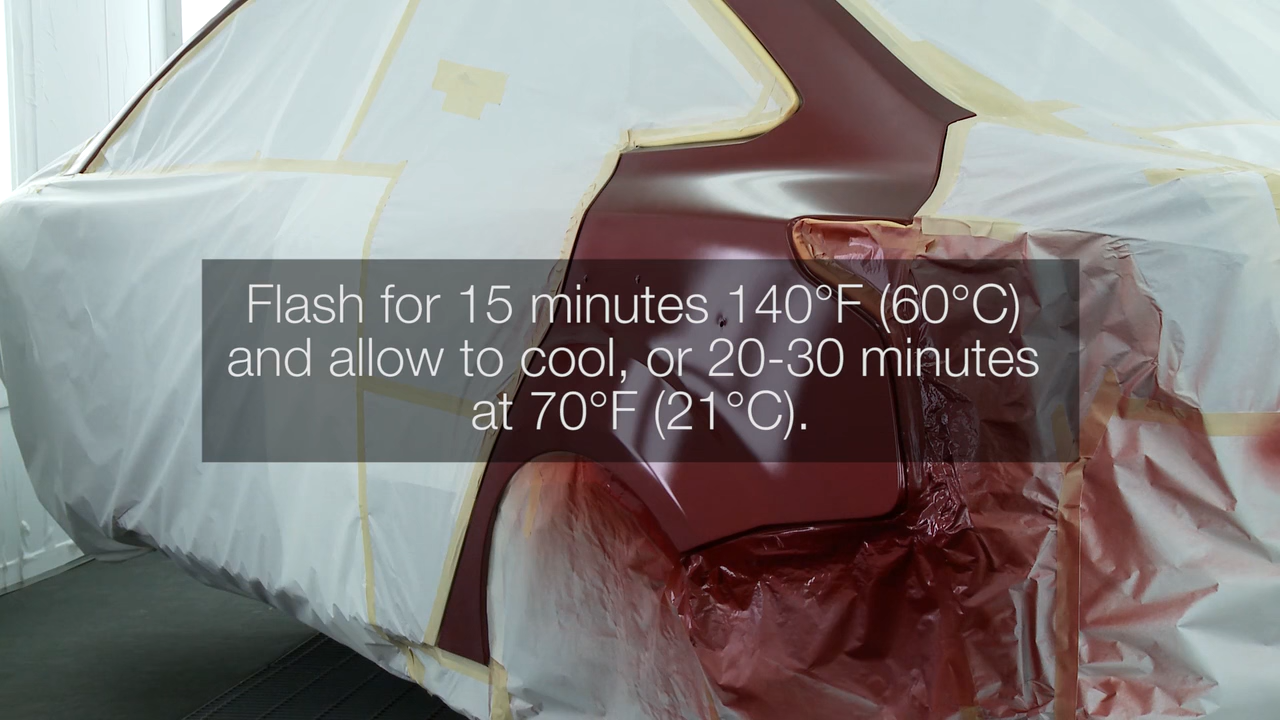 Flash for 15 minutes 140°F (60°C)
and allow to cool, or 20-30 minutes
at 70°F (21°C).